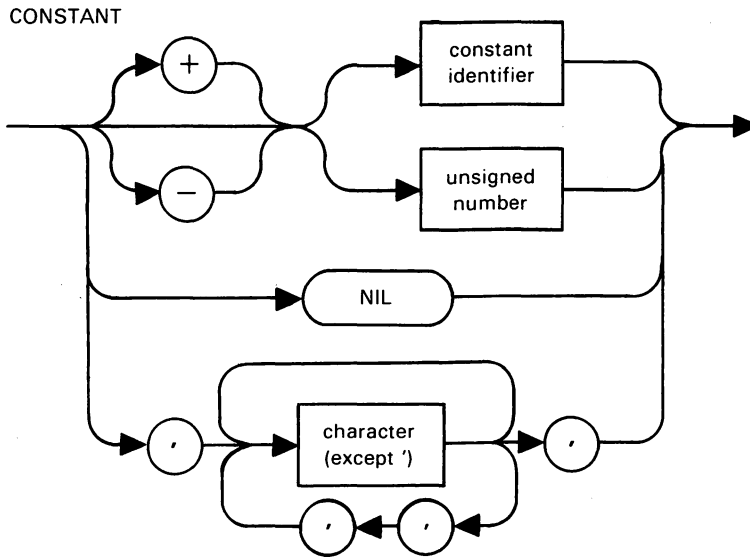 CONSTANT
+
constant
identifier
−
unsigned
number
NIL
'
character
(except ')
'
'
'